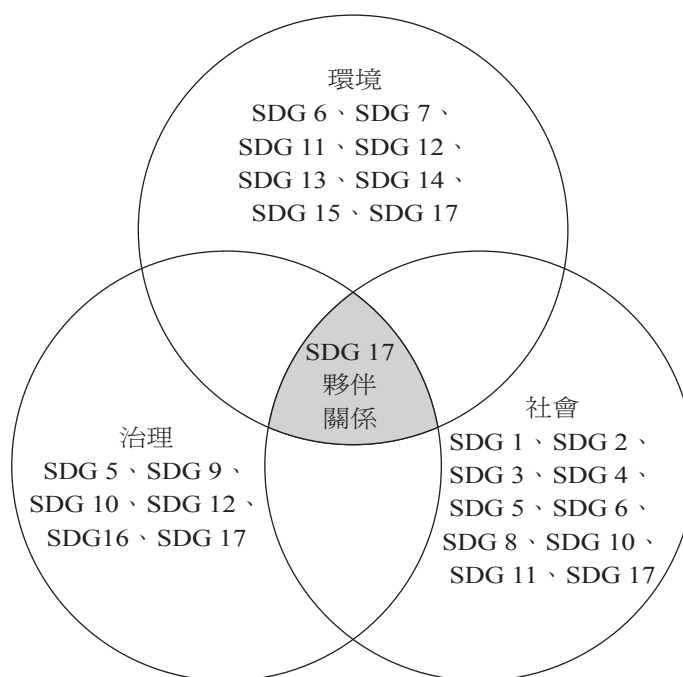 環境
SDG 6、SDG 7、
SDG 11、SDG 12、
SDG 13、SDG 14、
SDG 15、SDG 17
SDG 17
夥伴
關係
治理
SDG 5、SDG 9、
SDG 10、SDG 12、
SDG16、SDG 17
社會
SDG 1、SDG 2、
SDG 3、SDG 4、
SDG 5、SDG 6、
SDG 8、SDG 10、
SDG 11、SDG 17